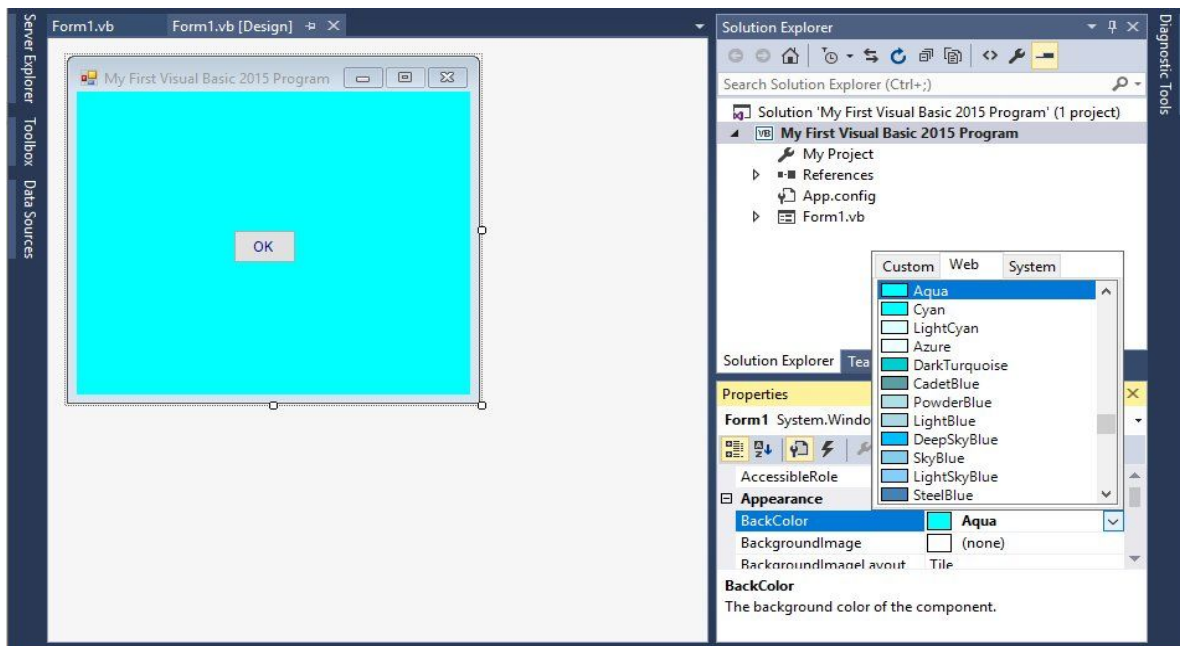 Server Explorer
Toolbox
Data Sources
Form1.vb
Form1.vb [Design]
My First Visual Basic 2015 Program
OK
Solution Explorer
Search Solution Explorer (Ctrl+;)
Solution 'My First Visual Basic 2015 Program' (1 project)
VB My First Visual Basic 2015 Program
My Project
References
App.config
Form1.vb
Custom Web System
Aqua
Cyan
LightCyan
Azure
DarkTurquoise
CadetBlue
PowderBlue
LightBlue
DeepSkyBlue
SkyBlue
LightSkyBlue
SteelBlue
Solution Explorer Tea
Properties
Form1 System.Windo
AccessibleRole
Appearance
BackColor Aqua
BackgroundImage (none)
BackgroundImageLayout Tile
BackColor
The background color of the component.
Diagnostic Tools